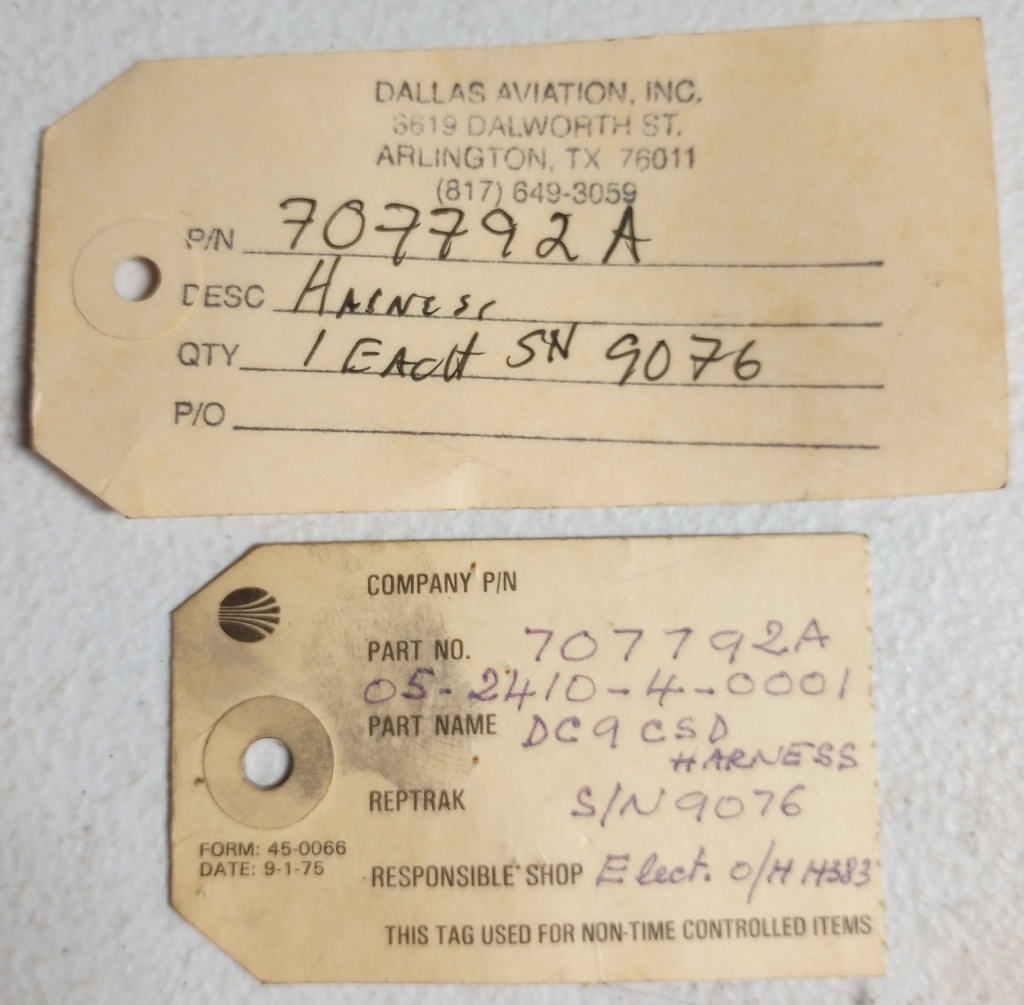 DALLAS AVIATION, INC.
3619 DALWORTH ST.
ARLINGTON, TX 76011
(817) 649-3059
P/N 707792A
DESC HARNESS
QTY 1 EACH SN 9076
P/O
COMPANY P/N
PART NO. 707792A
05-2410-4-0001
PART NAME DC9 CSD
HARNESS
REPTRAK S/N 9076
FORM: 45-0066
DATE: 9-1-75
RESPONSIBLE SHOP Elect. O/H H383
THIS TAG USED FOR NON-TIME CONTROLLED ITEMS